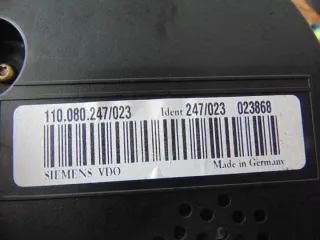 110.080.247/023 Ident 247/023 023868
SIEMENS VDO Made in Germany